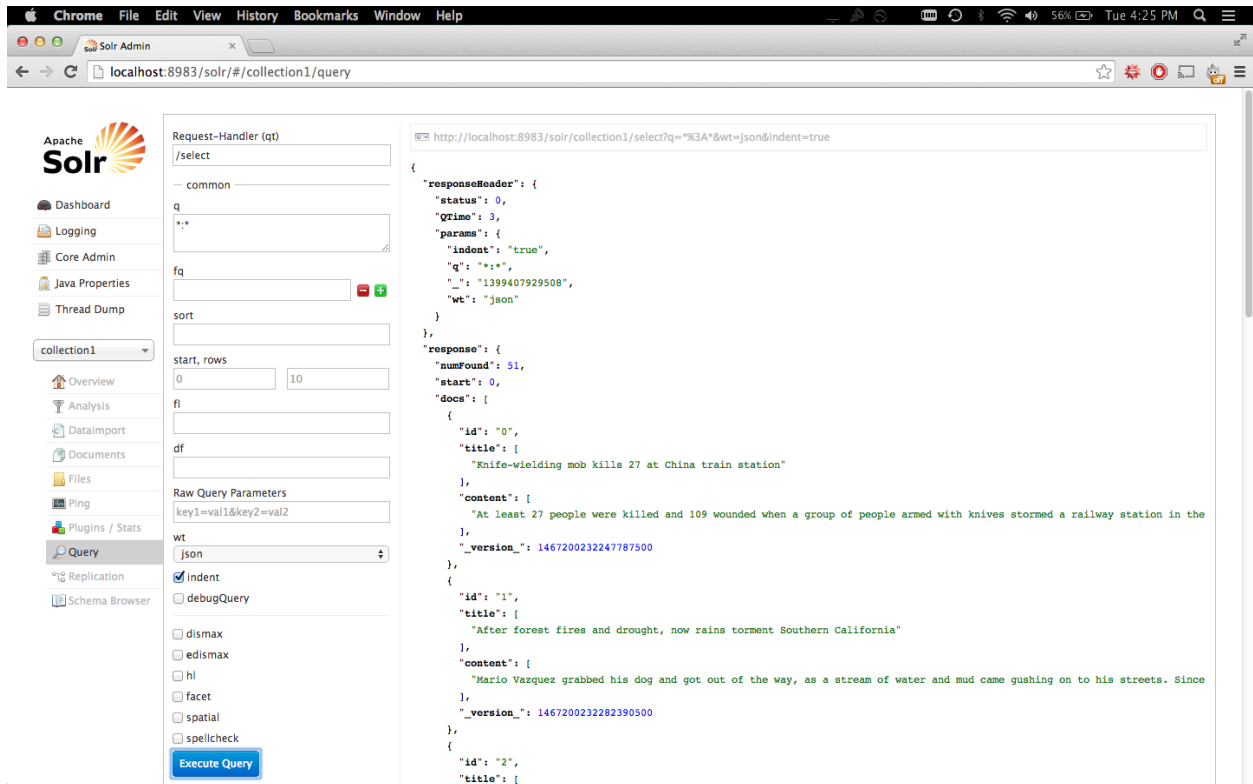 Chrome File Edit View History Bookmarks Window Help 56% Tue 4:25 PM
Solr Solr Admin ×
localhost:8983/solr/#/collection1/query
off
Apache
Solr
Dashboard
Logging
Core Admin
Java Properties
Thread Dump
collection1
Overview
Analysis
Dataimport
Documents
Files
Ping
Plugins / Stats
Query
Replication
Schema Browser
Request-Handler (qt)
/select
common
q
*:*
fq
sort
start, rows
0 10
fl
df
Raw Query Parameters
key1=val1&key2=val2
wt
json
indent
debugQuery
dismax
edismax
hl
facet
spatial
spellcheck
Execute Query
http://localhost:8983/solr/collection1/select?q=*%3A*&wt=json&indent=true
{
"responseHeader": {
"status": 0,
"QTime": 3,
"params": {
"indent": "true",
"q": "*:*",
"_": "1399407929508",
"wt": "json"
}
},
"response": {
"numFound": 51,
"start": 0,
"docs": [
{
"id": "0",
"title": [
"Knife-wielding mob kills 27 at China train station"
],
"content": [
"At least 27 people were killed and 109 wounded when a group of people armed with knives stormed a railway station in the
],
"_version_": 1467200232247787500
},
{
"id": "1",
"title": [
"After forest fires and drought, now rains torment Southern California"
],
"content": [
"Mario Vazquez grabbed his dog and got out of the way, as a stream of water and mud came gushing on to his streets. Since
],
"_version_": 1467200232282390500
},
{
"id": "2",
"title": [